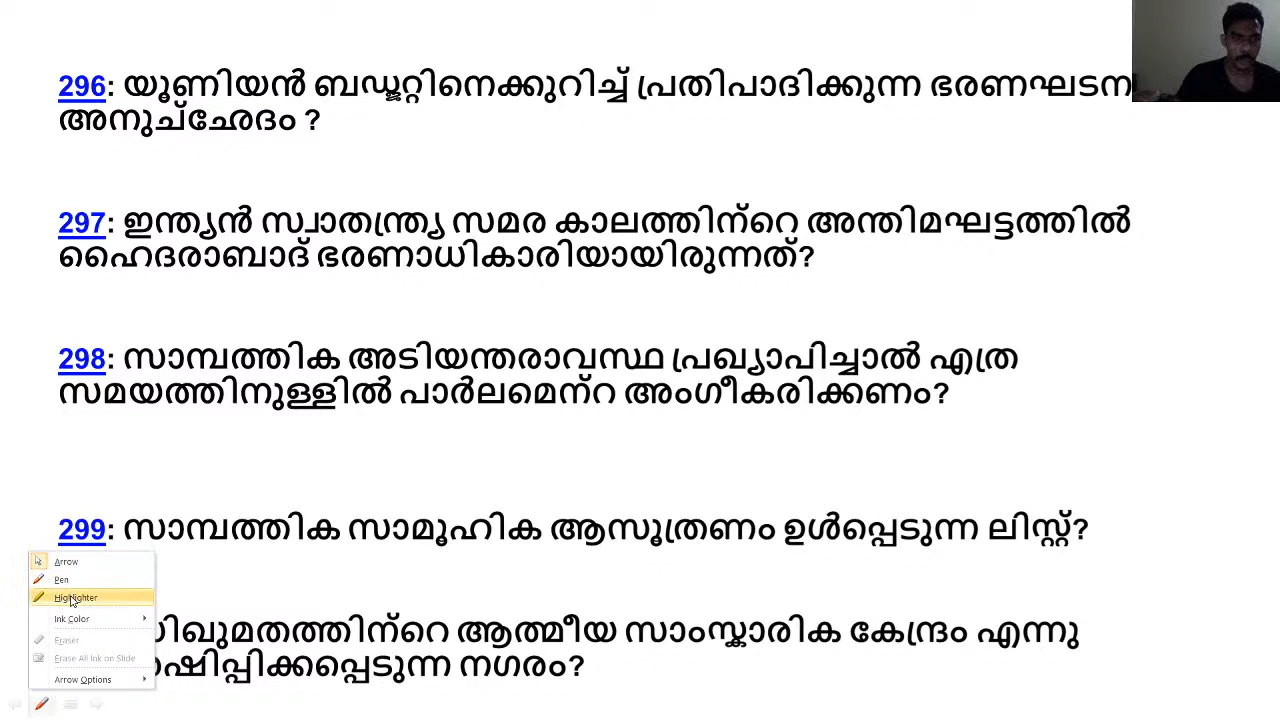 296: യൂണിയൻ ബഡ്ജറ്റിനെക്കുറിച്ച് പ്രതിപാദിക്കുന്ന ഭരണഘടന
അനുച്ഛേദം ?
297: ഇന്ത്യൻ സ്വാതന്ത്ര്യ സമര കാലത്തിന്റെ അന്തിമഘട്ടത്തിൽ
ഹൈദരാബാദ് ഭരണാധികാരിയായിരുന്നത്?
298: സാമ്പത്തിക അടിയന്തരാവസ്ഥ പ്രഖ്യാപിച്ചാൽ എത്ര
സമയത്തിനുള്ളിൽ പാർലമെന്റ അംഗീകരിക്കണം?
299: സാമ്പത്തിക സാമൂഹിക ആസൂത്രണം ഉൾപ്പെടുന്ന ലിസ്റ്റ്?
Arrow
Pen
Highlighter
Ink Color
Eraser
Erase All Ink on Slide
Arrow Options
ആത്മീയ സാംസ്കാരിക കേന്ദ്രം എന്നു
നഗരം?